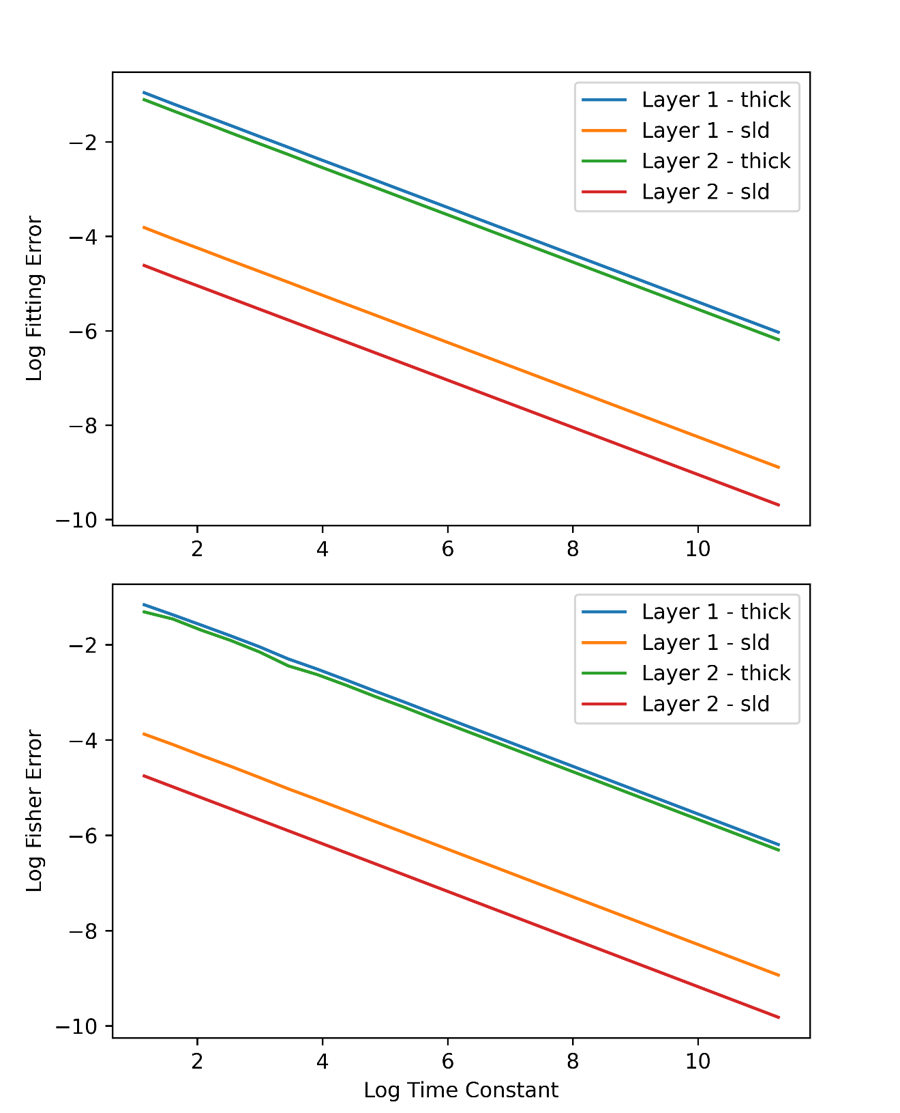 Layer 1 - thick
Layer 1 - sld
Layer 2 - thick
Layer 2 - sld
−2
−4
−6
−8
−10
Log Fitting Error
2 4 6 8 10
Layer 1 - thick
Layer 1 - sld
Layer 2 - thick
Layer 2 - sld
−2
−4
−6
−8
−10
Log Fisher Error
2 4 6 8 10
Log Time Constant